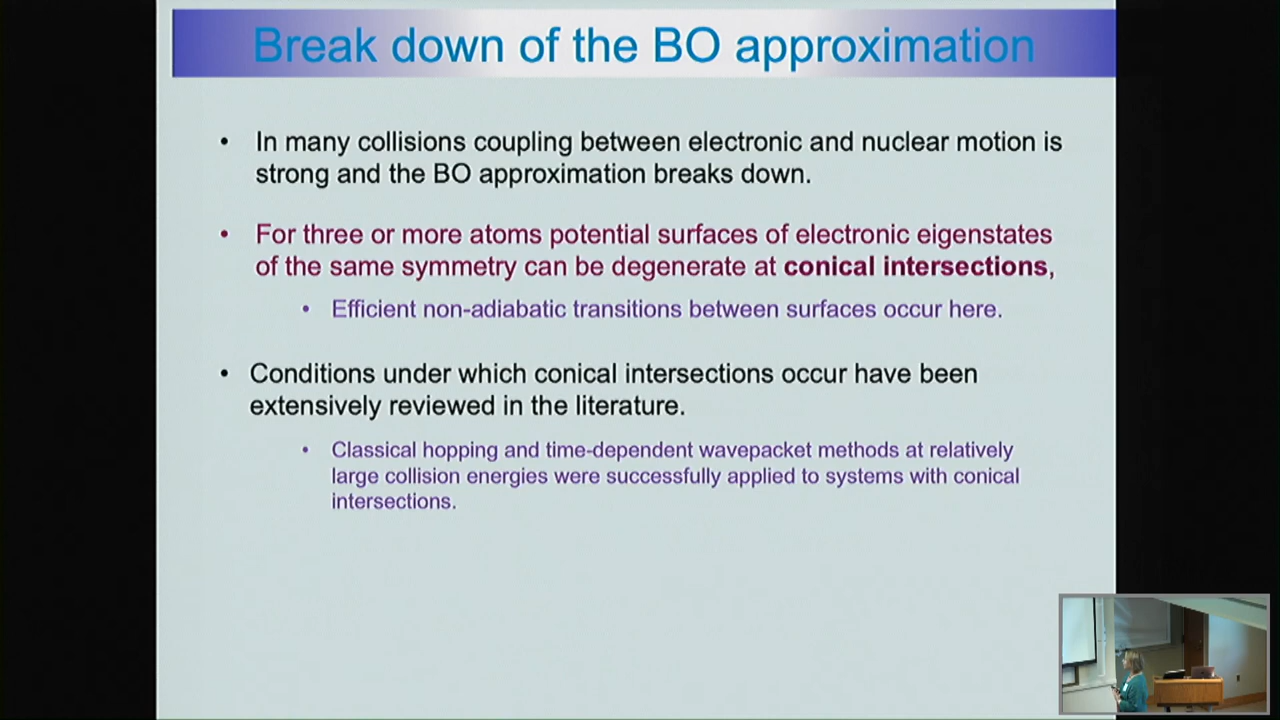 Break down of the BO approximation
• In many collisions coupling between electronic and nuclear motion is
strong and the BO approximation breaks down.
• For three or more atoms potential surfaces of electronic eigenstates
of the same symmetry can be degenerate at conical intersections,
• Efficient non-adiabatic transitions between surfaces occur here.
• Conditions under which conical intersections occur have been
extensively reviewed in the literature.
• Classical hopping and time-dependent wavepacket methods at relatively
large collision energies were successfully applied to systems with conical
intersections.